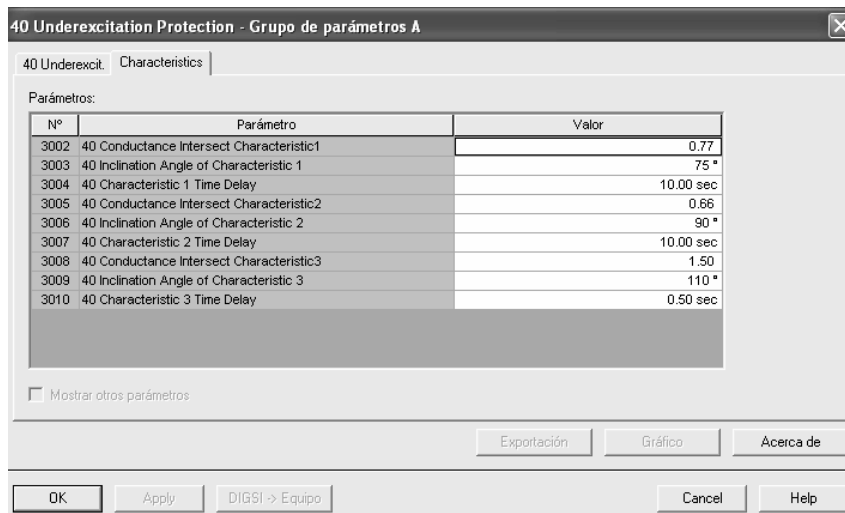 40 Underexcitation Protection - Grupo de parámetros A
40 Underexcit. Characteristics
Parámetros:
Nº Parámetro Valor
3002 40 Conductance Intersect Characteristic1 0.77
3003 40 Inclination Angle of Characteristic 1 75 °
3004 40 Characteristic 1 Time Delay 10.00 sec
3005 40 Conductance Intersect Characteristic2 0.66
3006 40 Inclination Angle of Characteristic 2 90 °
3007 40 Characteristic 2 Time Delay 10.00 sec
3008 40 Conductance Intersect Characteristic3 1.50
3009 40 Inclination Angle of Characteristic 3 110 °
3010 40 Characteristic 3 Time Delay 0.50 sec
Mostrar otros parámetros
Exportación Gráfico Acerca de
OK Apply DIGSI -> Equipo Cancel Help